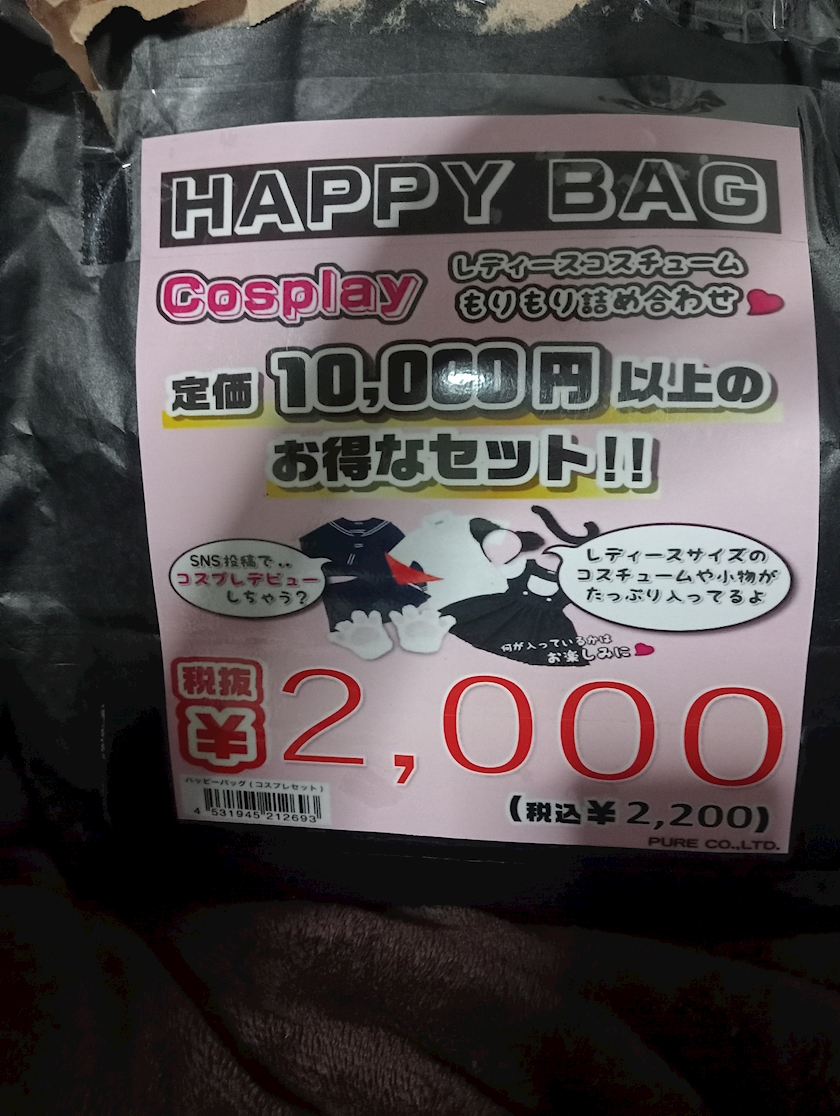 HAPPY BAG
Cosplay
レディースコスチューム
もりもり詰め合わせ
定価 10,000円 以上の
お得なセット!!
SNS投稿で..
コスプレデビュー
しちゃう?
レディースサイズの
コスチュームや小物が
たっぷり入ってるよ
何が入っているかは
お楽しみに
税抜
¥2,000
(税込¥2,200)
ハッピーバッグ(コスプレセット)
4 531945 212693
PURE CO.,LTD.